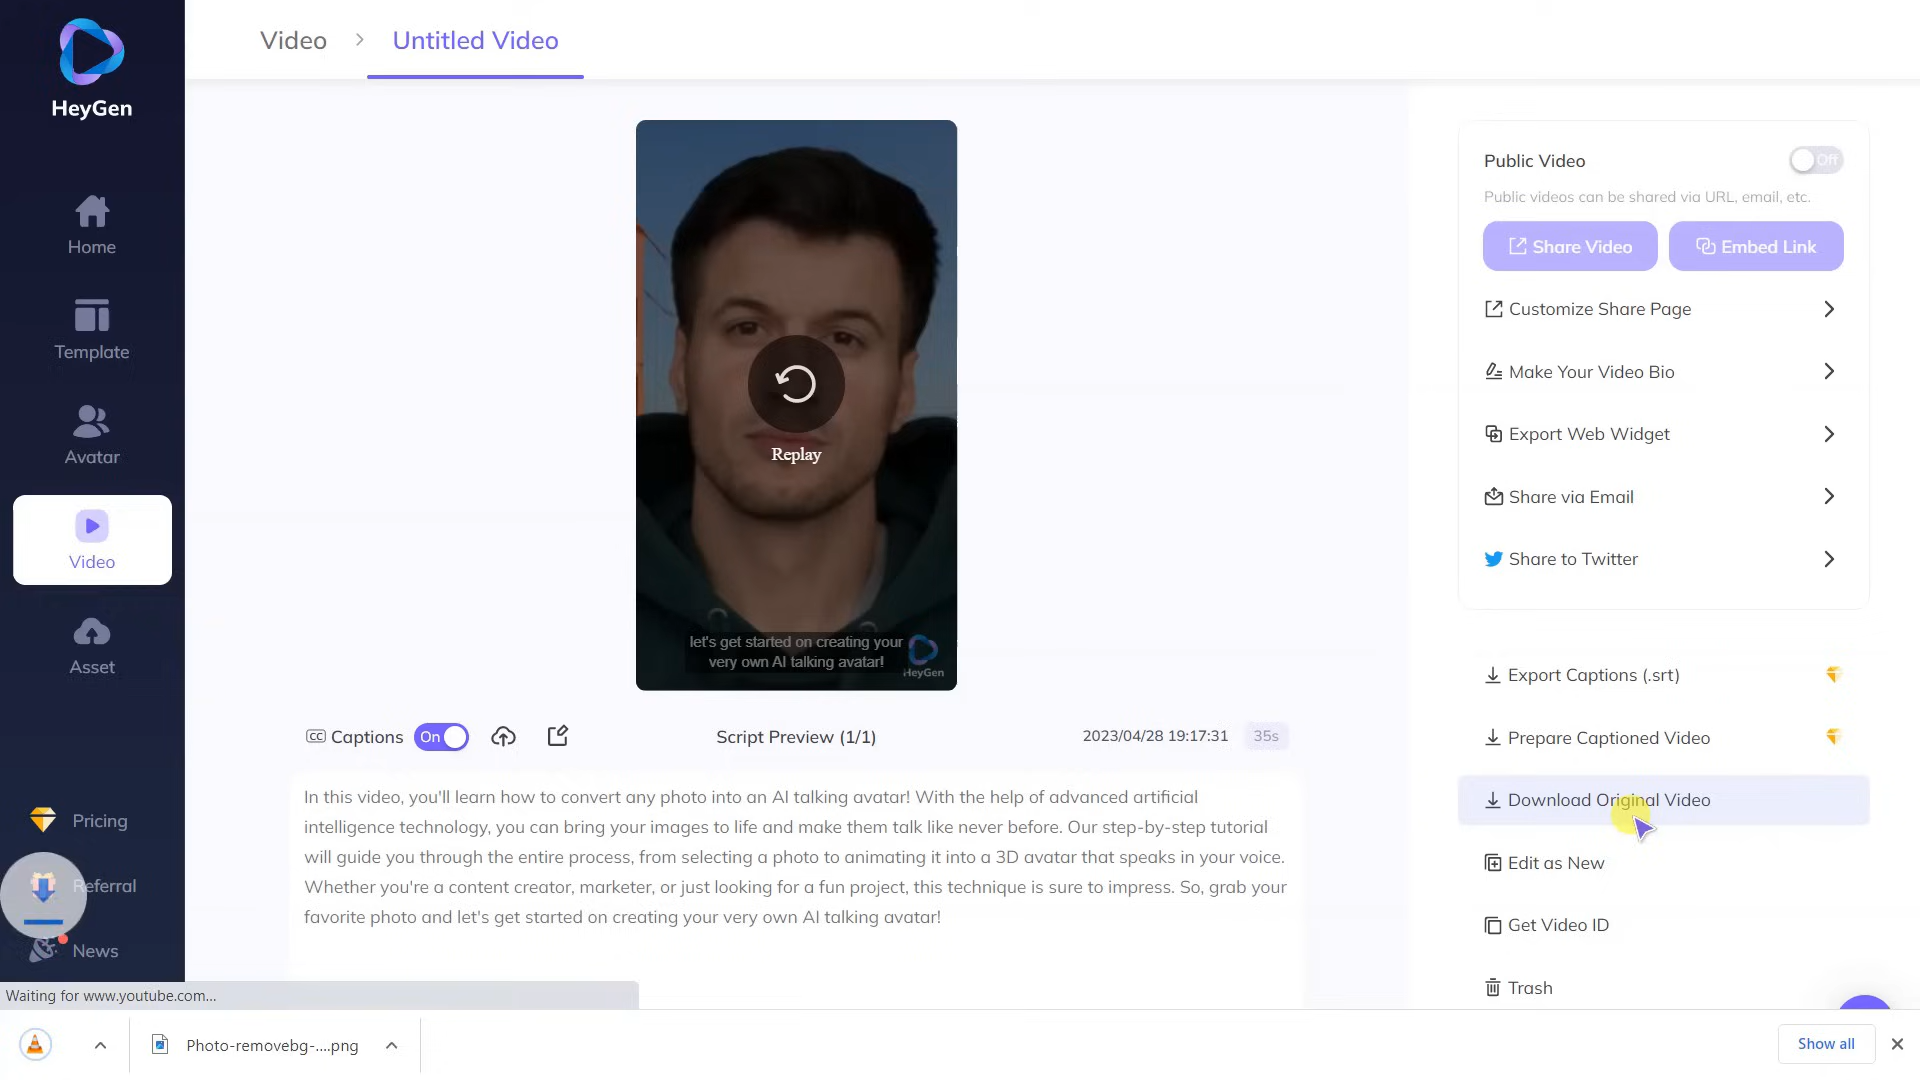 HeyGen
Home
Template
Avatar
Video
Asset
Pricing
Referral
News
Video
Untitled Video
Replay
let's get started on creating your
very own AI talking avatar!
HeyGen
CC Captions On
Script Preview (1/1)
2023/04/28 19:17:31 35s
In this video, you'll learn how to convert any photo into an AI talking avatar! With the help of advanced artificial
intelligence technology, you can bring your images to life and make them talk like never before. Our step-by-step tutorial
will guide you through the entire process, from selecting a photo to animating it into a 3D avatar that speaks in your voice.
Whether you're a content creator, marketer, or just looking for a fun project, this technique is sure to impress. So, grab your
favorite photo and let's get started on creating your very own AI talking avatar!
Public Video Off
Public videos can be shared via URL, email, etc.
Share Video Embed Link
Customize Share Page
Make Your Video Bio
Export Web Widget
Share via Email
Share to Twitter
Export Captions (.srt)
Prepare Captioned Video
Download Original Video
Edit as New
Get Video ID
Trash
Waiting for www.youtube.com...
Photo-removebg-....png
Show all